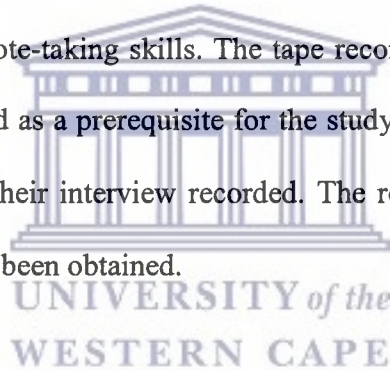 ote-taking skills. The tape reco
d as a prerequisite for the study
heir interview recorded. The r
been obtained.
UNIVERSITY of the
WESTERN CAPE